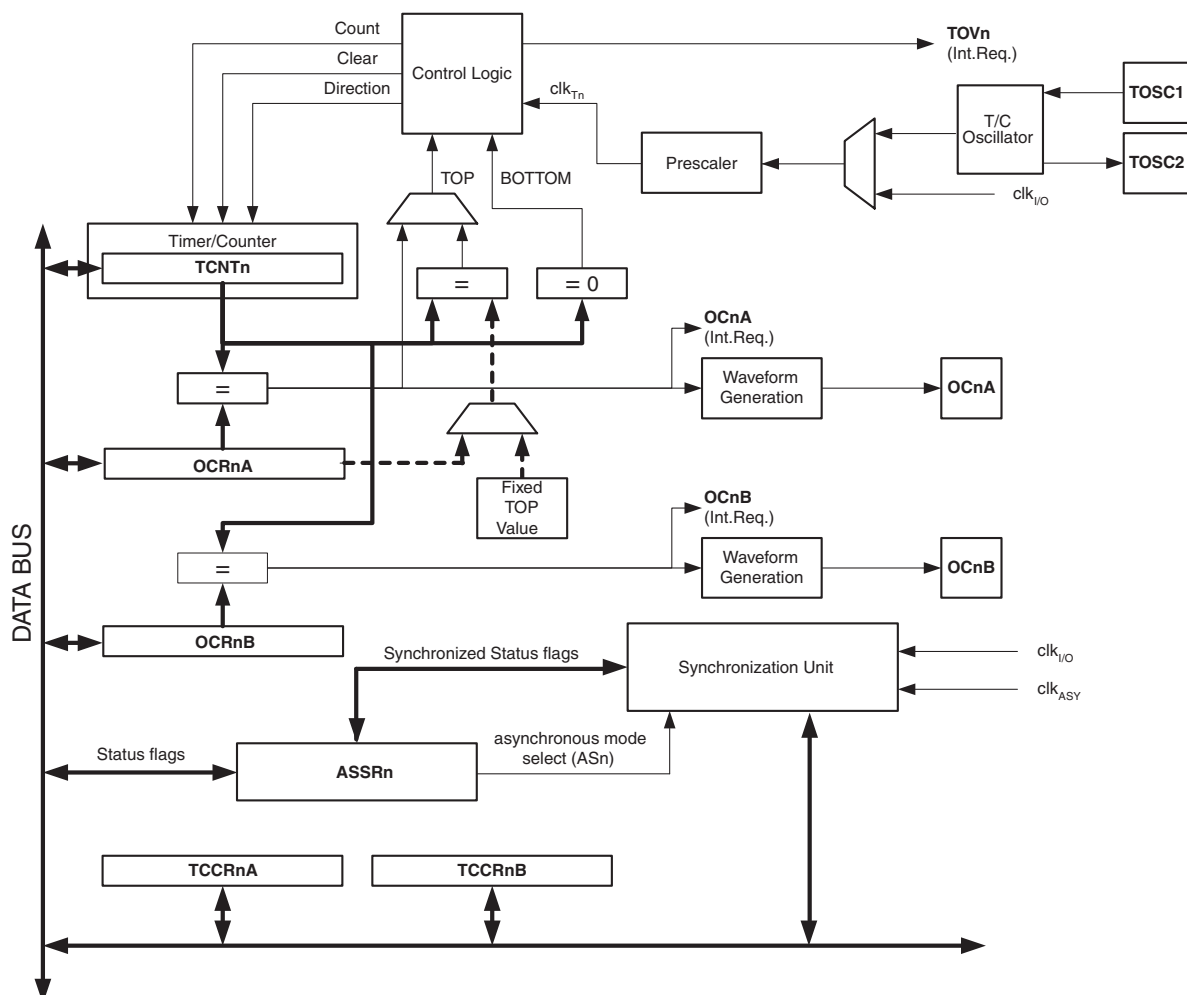 Count
Clear
Direction
Control Logic
TOVn
(Int.Req.)
clkTn
TOSC1
T/C
Oscillator
TOSC2
Prescaler
clkI/O
TOP
BOTTOM
Timer/Counter
TCNTn
=
= 0
OCnA
(Int.Req.)
=
Waveform
Generation
OCnA
OCRnA
Fixed
TOP
Value
OCnB
(Int.Req.)
=
Waveform
Generation
OCnB
DATA BUS
OCRnB
Synchronized Status flags
Synchronization Unit
clkI/O
clkASY
Status flags
ASSRn
asynchronous mode
select (ASn)
TCCRnA
TCCRnB